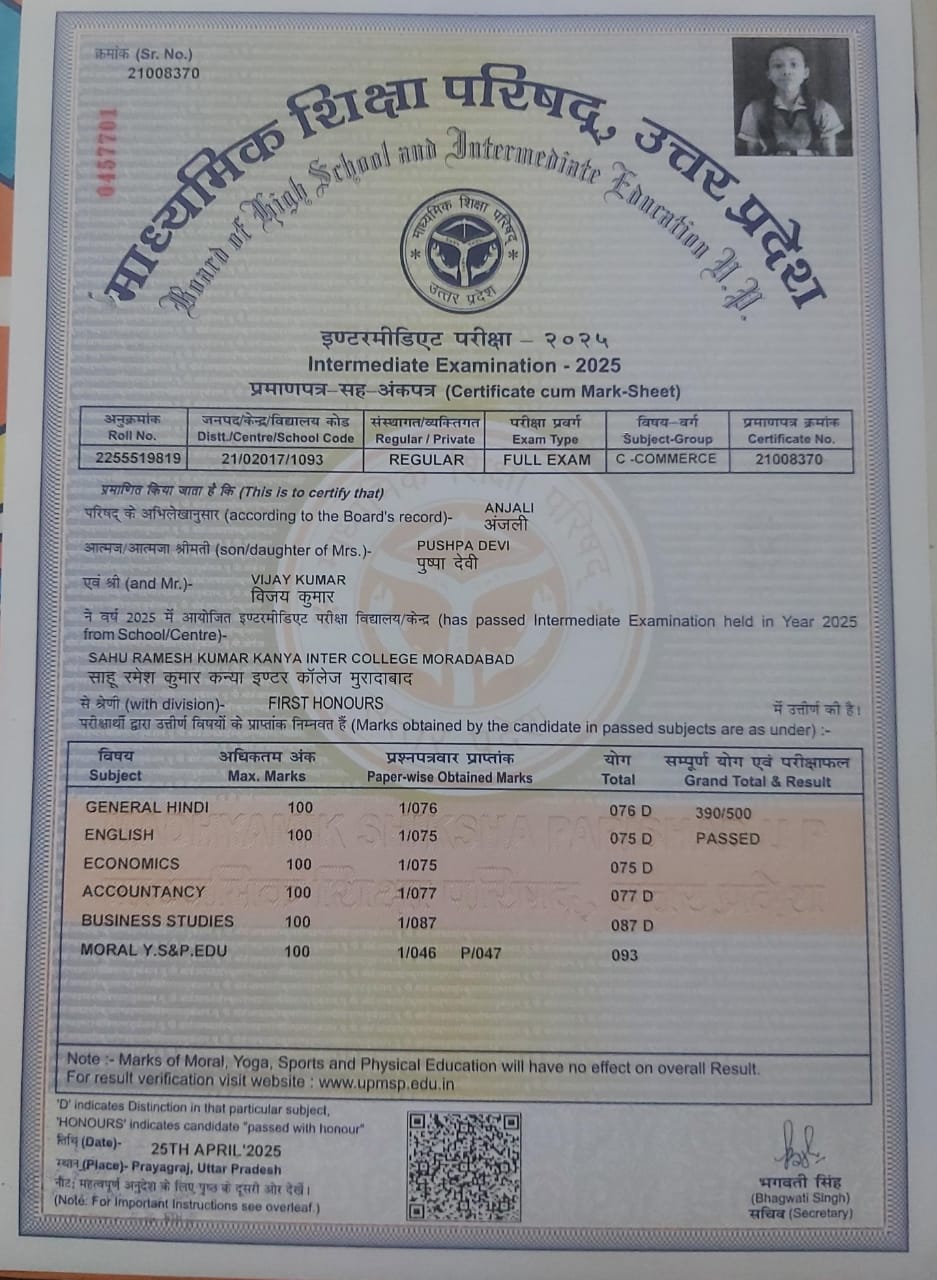 क्रमांक (Sr. No.)
21008370
0457701
माध्यमिक शिक्षा परिषद्, उत्तर प्रदेश
Board of High School and Intermediate Education U.P.
माध्यमिक शिक्षा परिषद्
उत्तर प्रदेश
इण्टरमीडिएट परीक्षा – २०२५
Intermediate Examination - 2025
प्रमाणपत्र–सह–अंकपत्र (Certificate cum Mark-Sheet)
अनुक्रमांक जनपद/केन्द्र/विद्यालय कोड संस्थागत/व्यक्तिगत परीक्षा प्रवर्ग विषय–वर्ग प्रमाणपत्र क्रमांक
Roll No. Distt./Centre/School Code Regular / Private Exam Type Subject-Group Certificate No.
2255519819 21/02017/1093 REGULAR FULL EXAM C -COMMERCE 21008370
प्रमाणित किया जाता है कि (This is to certify that)
ANJALI
परिषद् के अभिलेखानुसार (according to the Board's record)- अंजली
PUSHPA DEVI
आत्मज/आत्मजा श्रीमती (son/daughter of Mrs.)- पुष्पा देवी
VIJAY KUMAR
एवं श्री (and Mr.)- विजय कुमार
ने वर्ष 2025 में आयोजित इण्टरमीडिएट परीक्षा विद्यालय/केन्द्र (has passed Intermediate Examination held in Year 2025
from School/Centre)-
SAHU RAMESH KUMAR KANYA INTER COLLEGE MORADABAD
साहू रमेश कुमार कन्या इण्टर कॉलेज मुरादाबाद
से श्रेणी (with division)- FIRST HONOURS में उत्तीर्ण की है।
परीक्षार्थी द्वारा उत्तीर्ण विषयों के प्राप्तांक निम्नवत हैं (Marks obtained by the candidate in passed subjects are as under) :-
विषय अधिकतम अंक प्रश्नपत्रवार प्राप्तांक योग सम्पूर्ण योग एवं परीक्षाफल
Subject Max. Marks Paper-wise Obtained Marks Total Grand Total & Result
GENERAL HINDI 100 1/076 076 D 390/500
ENGLISH 100 1/075 075 D PASSED
ECONOMICS 100 1/075 075 D
ACCOUNTANCY 100 1/077 077 D
BUSINESS STUDIES 100 1/087 087 D
MORAL Y.S&P.EDU 100 1/046 P/047 093
Note :- Marks of Moral, Yoga, Sports and Physical Education will have no effect on overall Result.
For result verification visit website : www.upmsp.edu.in
'D' indicates Distinction in that particular subject,
'HONOURS' indicates candidate "passed with honour"
तिथि (Date)- 25TH APRIL'2025
स्थान (Place)- Prayagraj, Uttar Pradesh
नोट: महत्वपूर्ण अनुदेश के लिए पृष्ठ के दूसरी ओर देखें।
(Note: For Important Instructions see overleaf.)
भगवती सिंह
(Bhagwati Singh)
सचिव (Secretary)